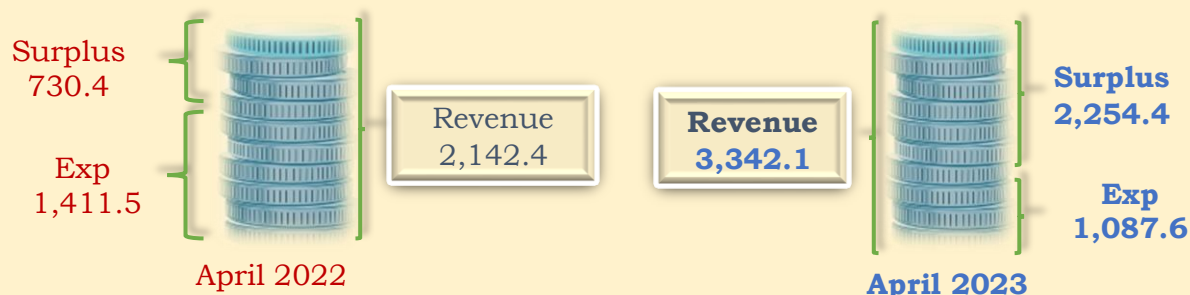 Surplus
730.4
Exp
1,411.5
Revenue
2,142.4
April 2022
Revenue
3,342.1
Surplus
2,254.4
Exp
1,087.6
April 2023